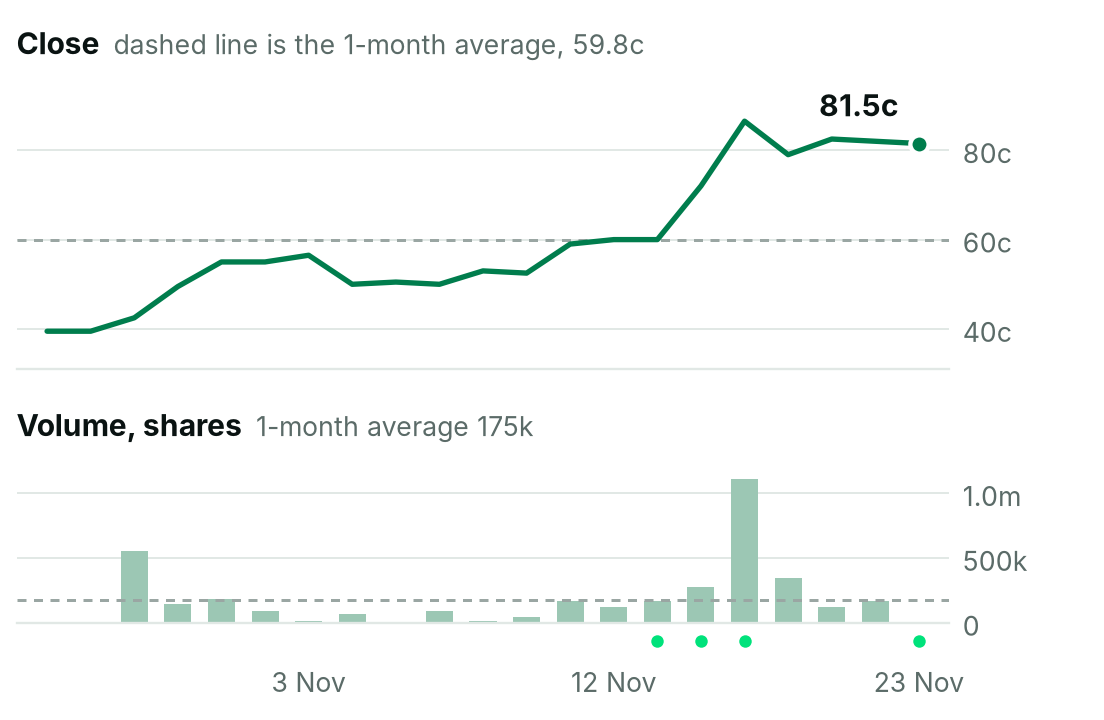 Close dashed line is the 1-month average, 59.8c
81.5c
80c
60c
40c
Volume, shares 1-month average 175k
1.0m
500k
0
3 Nov 12 Nov 23 Nov